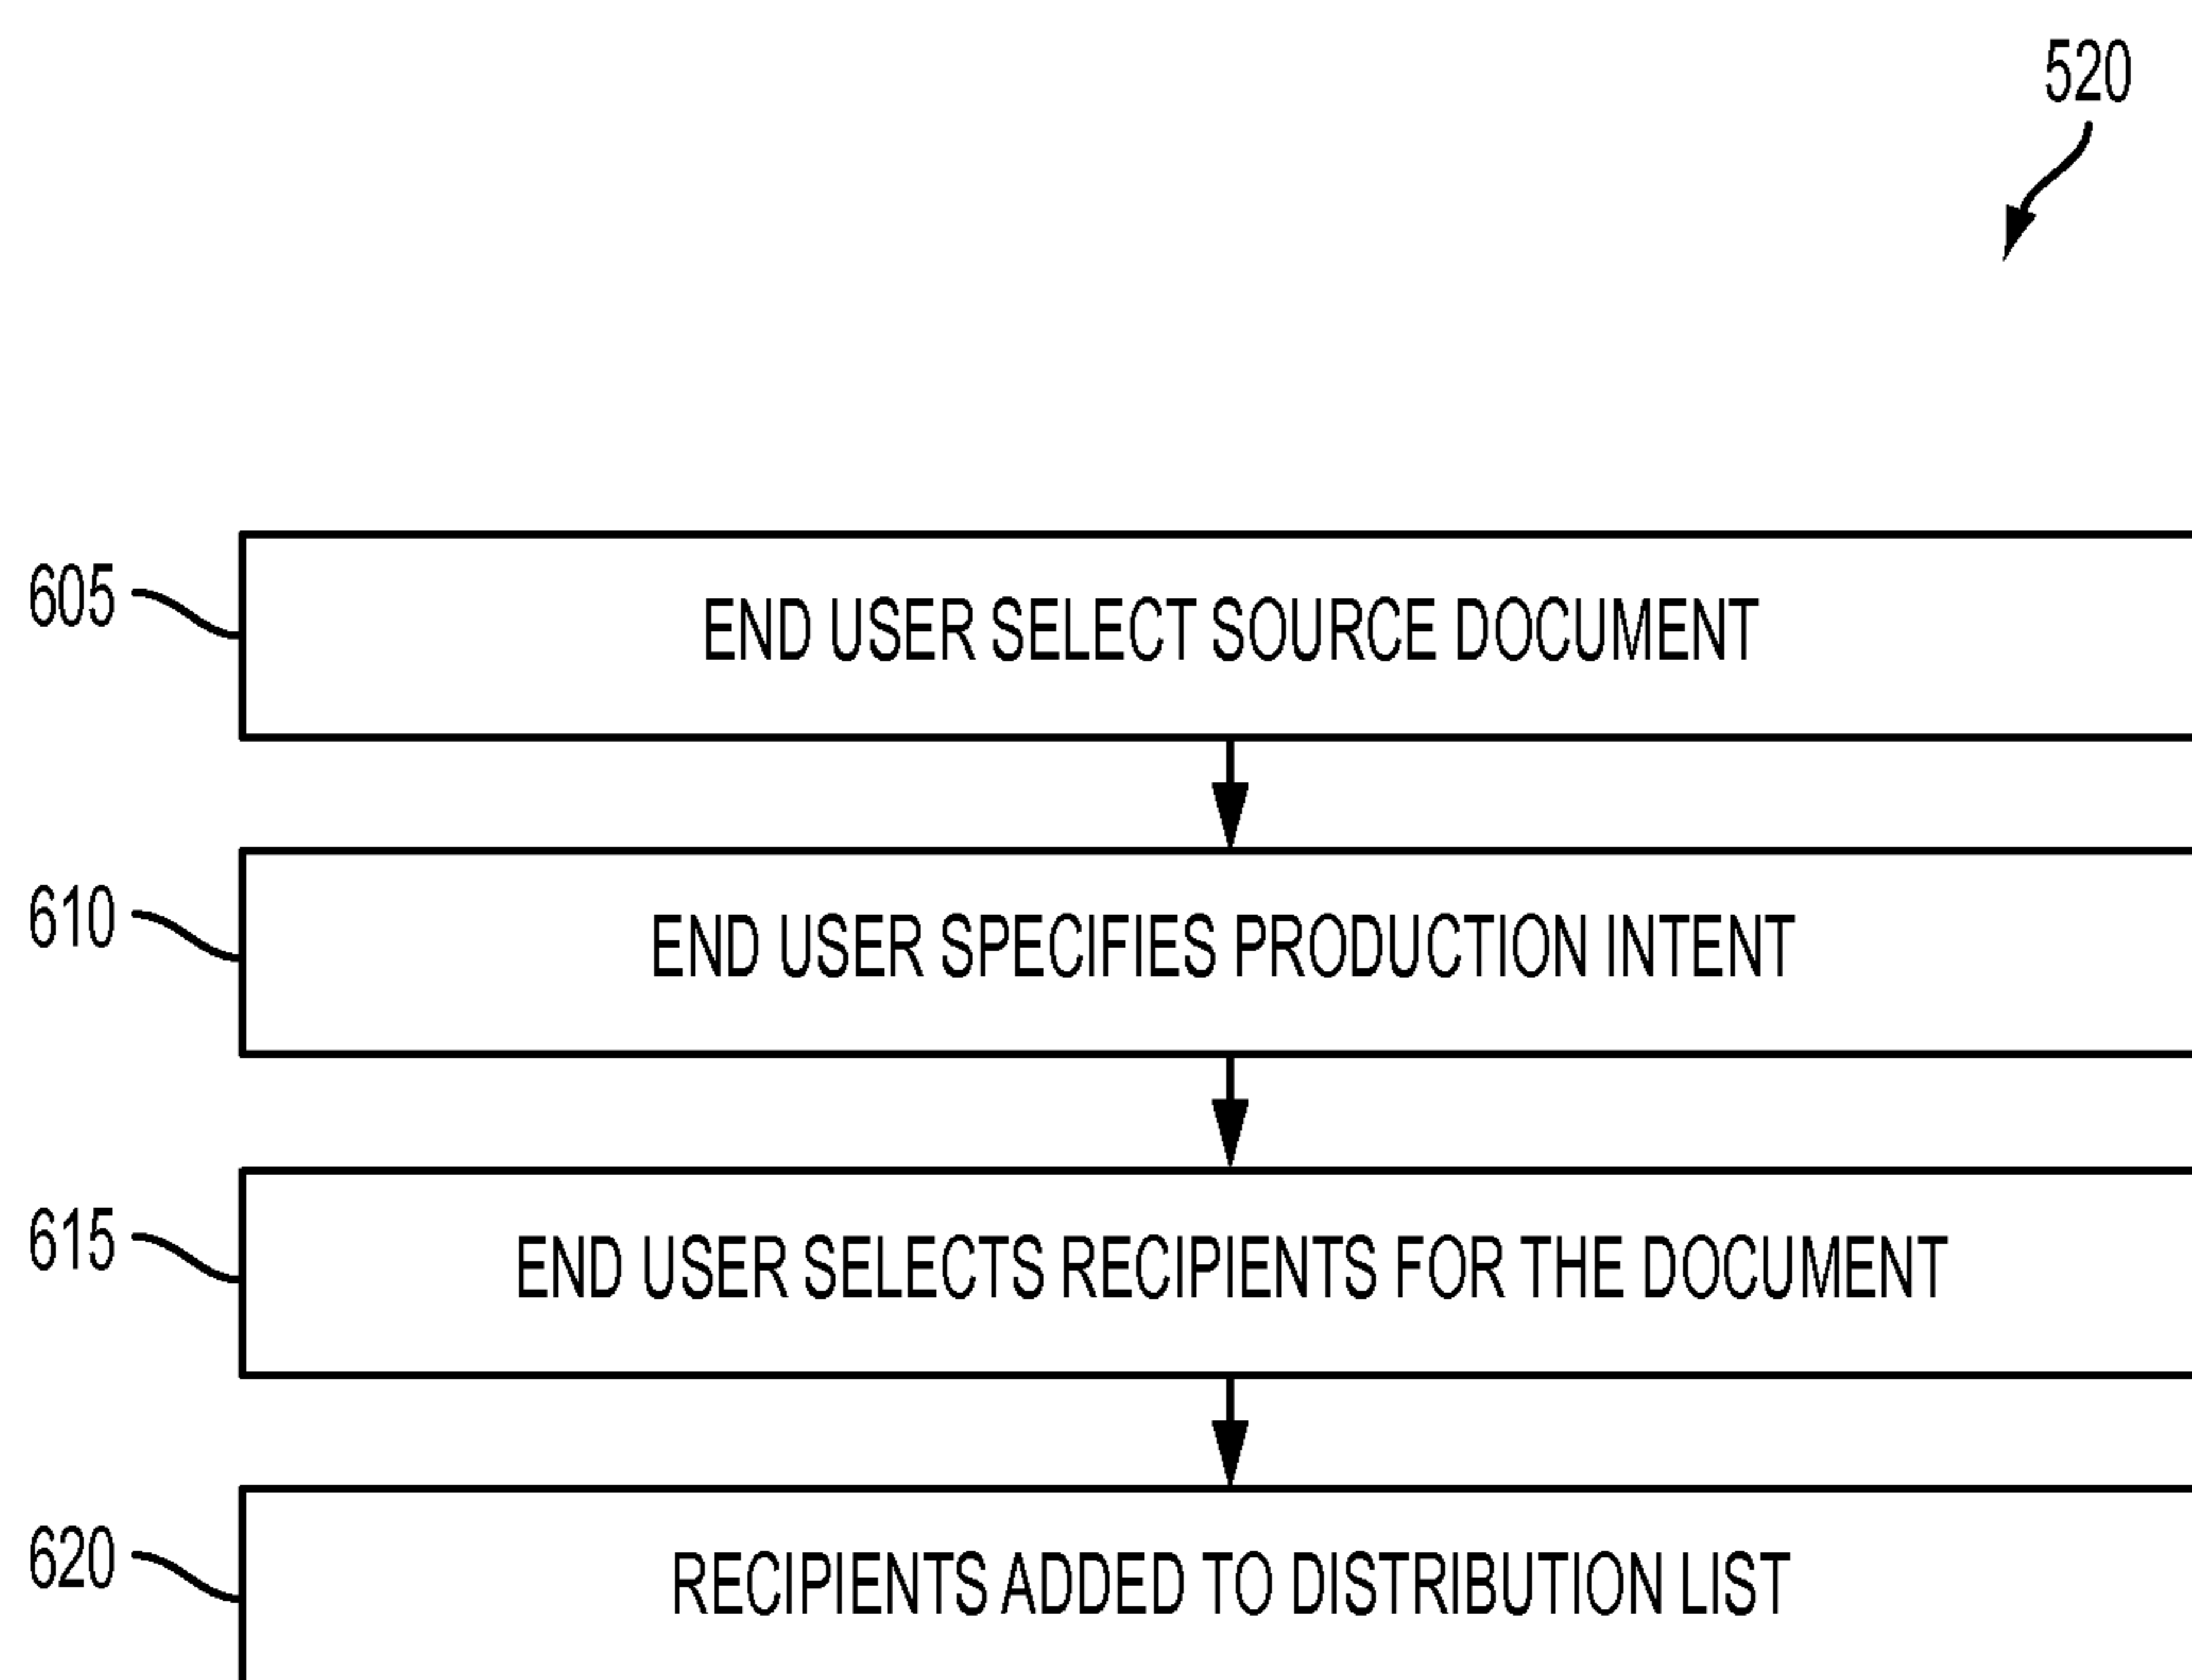 520
605
END USER SELECT SOURCE DOCUMENT
610
END USER SPECIFIES PRODUCTION INTENT
615
END USER SELECTS RECIPIENTS FOR THE DOCUMENT
620
RECIPIENTS ADDED TO DISTRIBUTION LIST